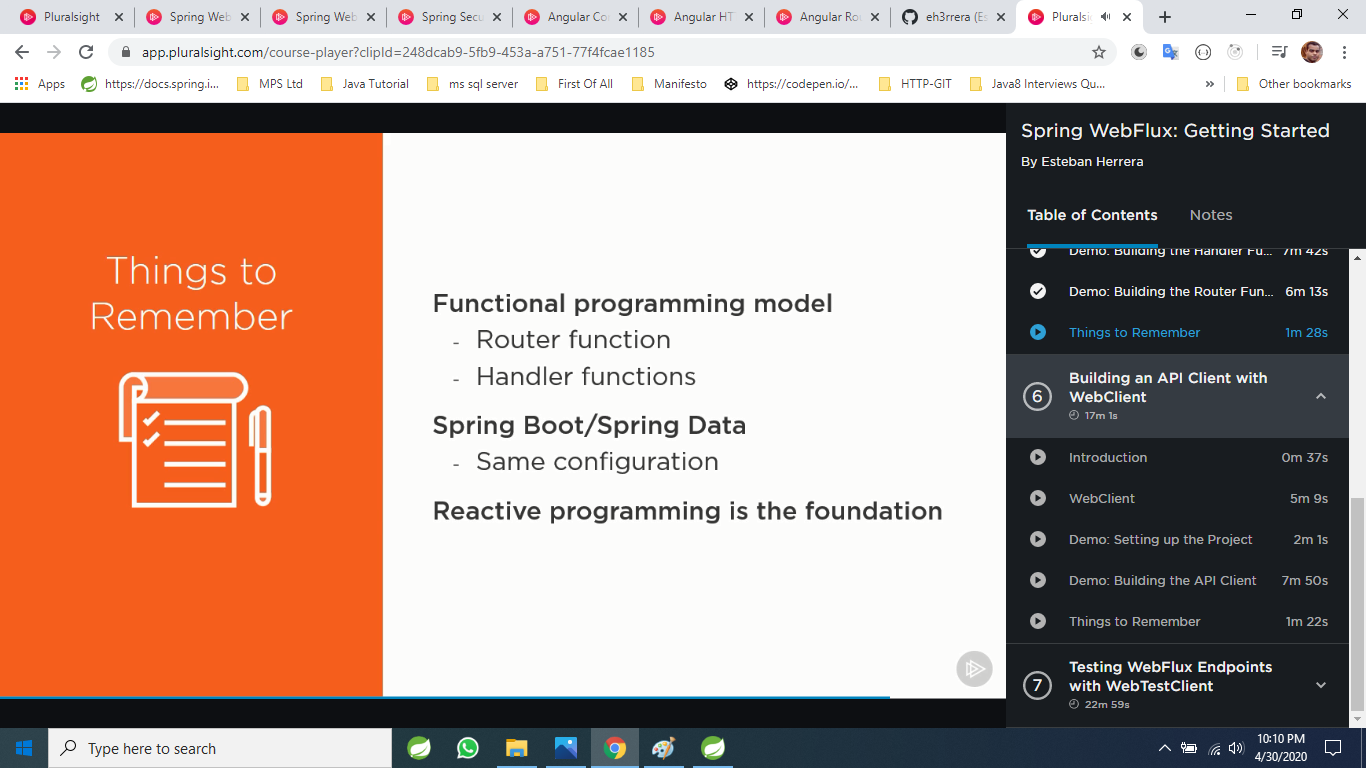 Pluralsight
Spring Web
Spring Web
Spring Secu
Angular Co
Angular HT
Angular Rou
eh3rrera (Es
Pluralsi
app.pluralsight.com/course-player?clipId=248dcab9-5fb9-453a-a751-77f4fcae1185
Apps
https://docs.spring.i...
MPS Ltd
Java Tutorial
ms sql server
First Of All
Manifesto
https://codepen.io/...
HTTP-GIT
Java8 Interviews Qu...
»
Other bookmarks
Things to
Remember
Functional programming model
- Router function
- Handler functions
Spring Boot/Spring Data
- Same configuration
Reactive programming is the foundation
Spring WebFlux: Getting Started
By Esteban Herrera
Table of Contents
Notes
Demo: Building the Handler Fu... 7m 42s
Demo: Building the Router Fun... 6m 13s
Things to Remember 1m 28s
6
Building an API Client with
WebClient
17m 1s
Introduction 0m 37s
WebClient 5m 9s
Demo: Setting up the Project 2m 1s
Demo: Building the API Client 7m 50s
Things to Remember 1m 22s
7
Testing WebFlux Endpoints
with WebTestClient
22m 59s
Type here to search
10:10 PM
4/30/2020